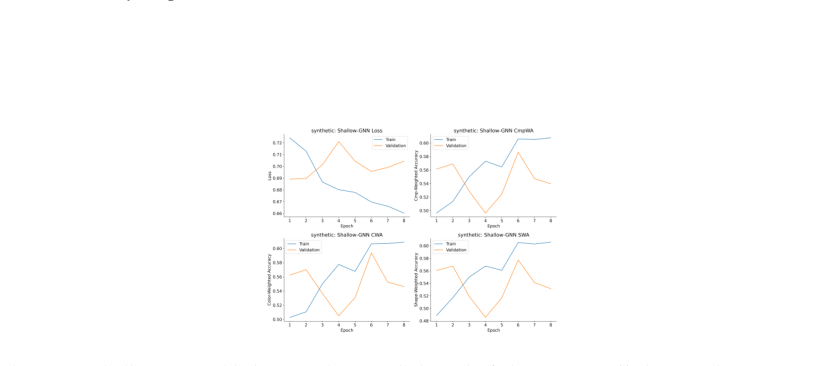 synthetic: Shallow-GNN Loss
Train
Validation
0.72
0.71
0.70
0.69
0.68
0.67
0.66
Loss
1 2 3 4 5 6 7 8
Epoch
synthetic: Shallow-GNN CmpWA
Train
Validation
0.60
0.58
0.56
0.54
0.52
0.50
Cmp-Weighted Accuracy
1 2 3 4 5 6 7 8
Epoch
synthetic: Shallow-GNN CWA
Train
Validation
0.60
0.58
0.56
0.54
0.52
0.50
Color-Weighted Accuracy
1 2 3 4 5 6 7 8
Epoch
synthetic: Shallow-GNN SWA
Train
Validation
0.60
0.58
0.56
0.54
0.52
0.50
0.48
Shape-Weighted Accuracy
1 2 3 4 5 6 7 8
Epoch